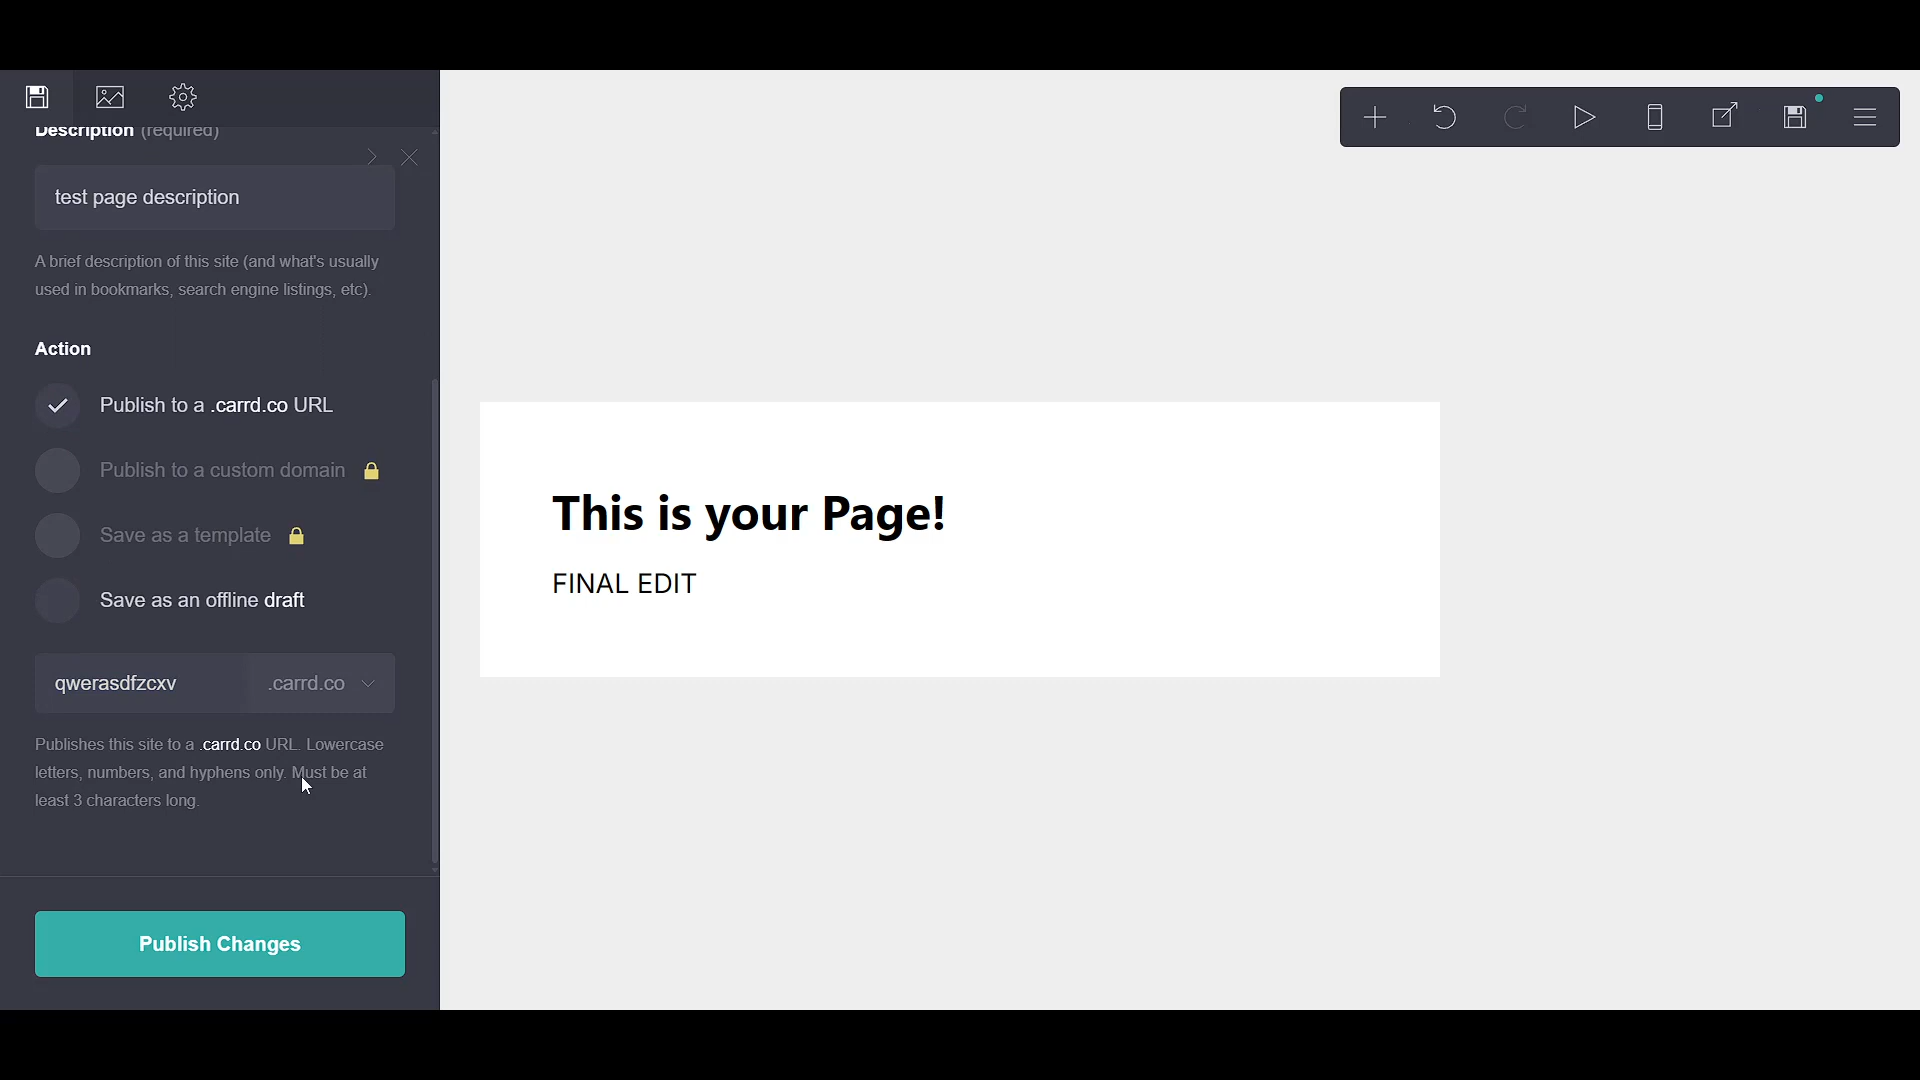 Description (required)
test page description
A brief description of this site (and what's usually
used in bookmarks, search engine listings, etc).
Action
Publish to a .carrd.co URL
Publish to a custom domain
Save as a template
Save as an offline draft
qwerasdfzcxv .carrd.co
Publishes this site to a .carrd.co URL. Lowercase
letters, numbers, and hyphens only. Must be at
least 3 characters long.
Publish Changes
This is your Page!
FINAL EDIT